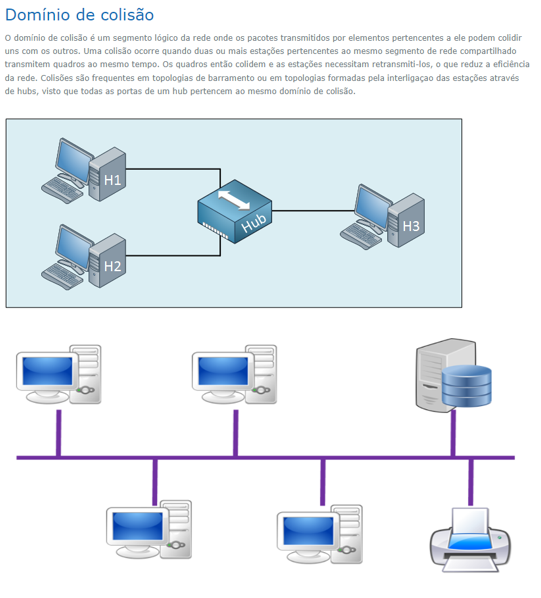 Domínio de colisão
O domínio de colisão é um segmento lógico da rede onde os pacotes transmitidos por elementos pertencentes a ele podem colidir
uns com os outros. Uma colisão ocorre quando duas ou mais estações pertencentes ao mesmo segmento de rede compartilhado
transmitem quadros ao mesmo tempo. Os quadros então colidem e as estações necessitam retransmiti-los, o que reduz a eficiência
da rede. Colisões são frequentes em topologias de barramento ou em topologias formadas pela interligaçao das estações através
de hubs, visto que todas as portas de um hub pertencem ao mesmo domínio de colisão.
H1
Hub
H3
H2